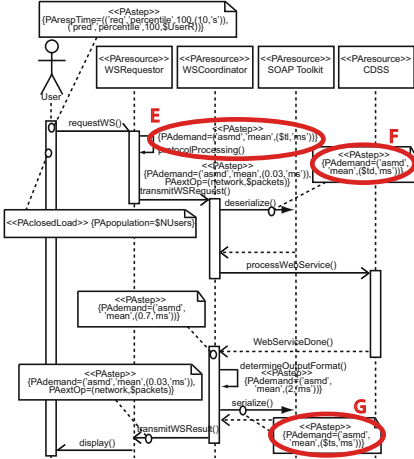 <<PAstep>>
{PArespTime=(('req','percentile',100,(10,'s')),
('pred','percentile',100,$UserR))}
<<PAresource>>
WSRequestor
<<PAresource>>
WSCoordinator
<<PAresource>>
SOAP Toolkit
<<PAresource>>
CDSS
User
E
requestWS()
<<PAstep>>
{PAdemand=('asmd','mean',($tl,'ms'))}
F
protocolProcessing()
<<PAstep>>
{PAdemand=('asmd',
'mean',($td,'ms'))}
<<PAstep>>
{PAdemand=('asmd','mean',(0.03,'ms')),
PAextOp=(network,$packets)}
transmitWSRequest()
deserialize()
<<PAclosedLoad>> {PApopulation=$NUsers}
processWebService()
<<PAstep>>
{PAdemand=('asmd',
'mean',(0.7,'ms'))}
WebServiceDone()
determineOutputFormat()
<<PAstep>>
{PAdemand=('asmd',
'mean',(2,'ms'))}
<<PAstep>>
{PAdemand=('asmd','mean',(0.03,'ms')),
PAextOp=(network,$packets)}
serialize()
G
<<PAstep>>
{PAdemand=('asmd',
'mean',($ts,'ms'))}
transmitWSResult()
display()